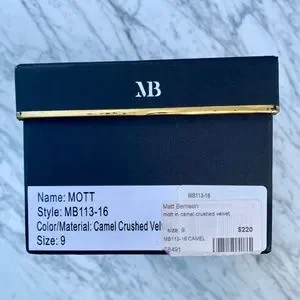 MB
Name: MOTT
Style: MB113-16
Color/Material: Camel Crushed Vel
Size: 9
MB113-16
Matt Bernson
mott in camel crushed velvet
size: 9
$220
MB113-16 CAMEL
28491